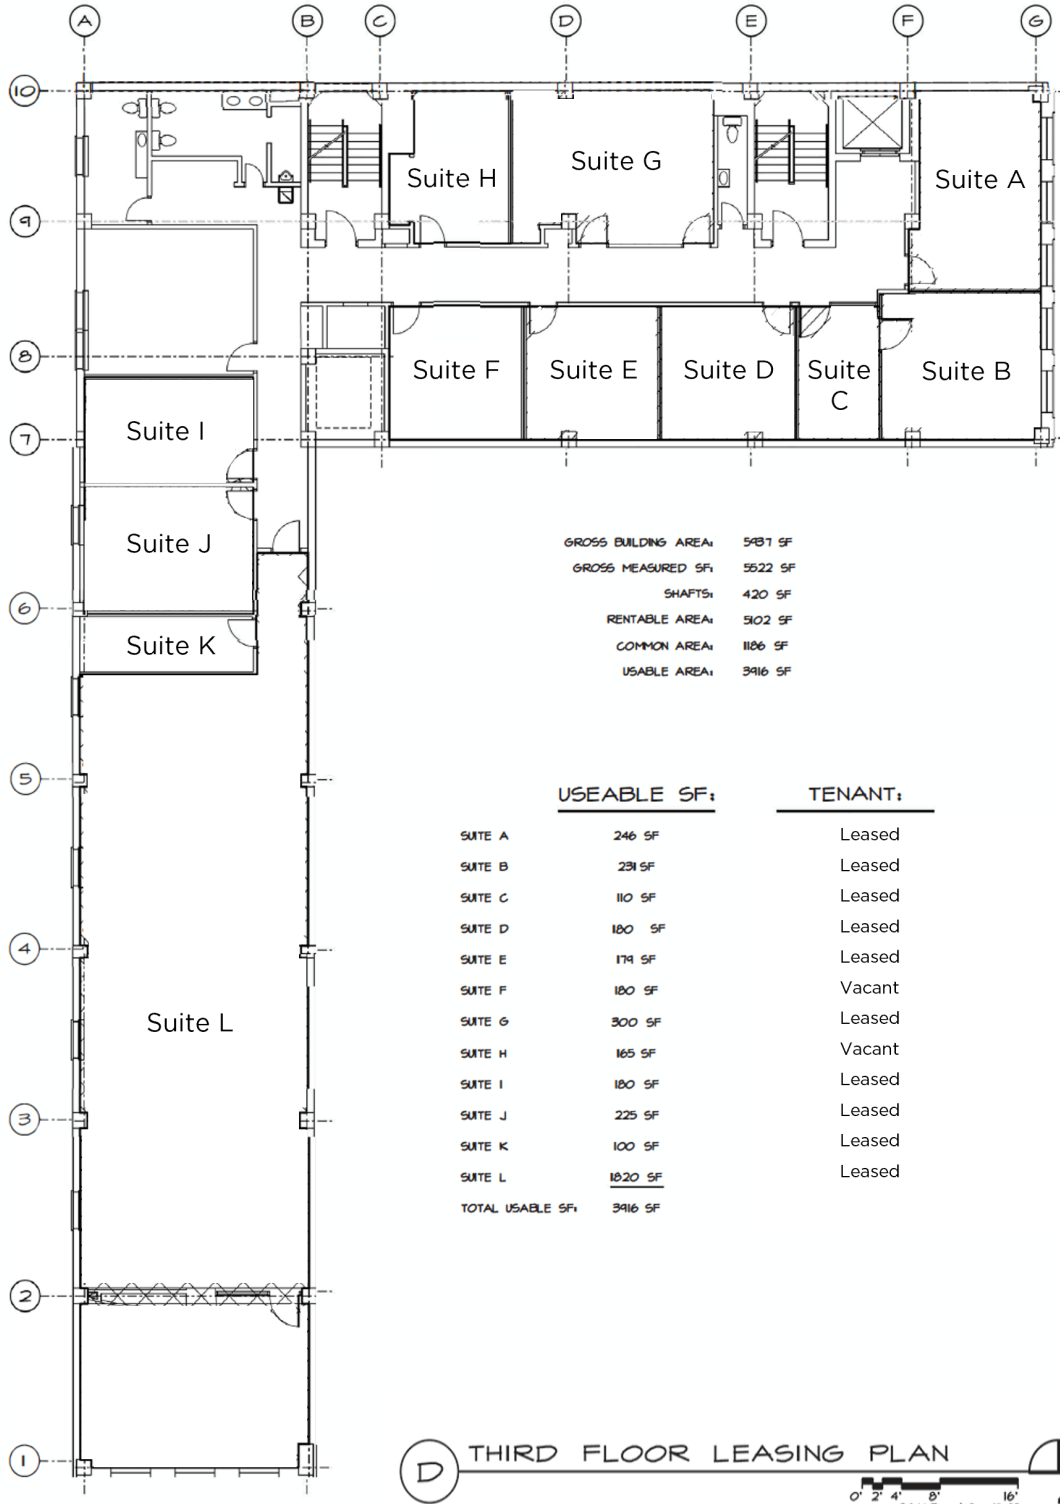 A B C D E F G
10
Suite H
Suite G
Suite A
9
8
Suite F
Suite E
Suite D
Suite
C
Suite B
7
Suite I
Suite J
GROSS BUILDING AREA: 5937 SF
GROSS MEASURED SF: 5522 SF
SHAFTS: 420 SF
6
RENTABLE AREA: 5102 SF
Suite K
COMMON AREA: 1186 SF
USABLE AREA: 3916 SF
5
USEABLE SF: TENANT:
SUITE A 246 SF Leased
SUITE B 231 SF Leased
SUITE C 110 SF Leased
SUITE D 180 SF Leased
4
SUITE E 179 SF Leased
SUITE F 180 SF Vacant
Suite L
SUITE G 300 SF Leased
SUITE H 165 SF Vacant
SUITE I 180 SF Leased
3
SUITE J 225 SF Leased
SUITE K 100 SF Leased
SUITE L 1820 SF Leased
TOTAL USABLE SF: 3916 SF
2
1
D THIRD FLOOR LEASING PLAN
0' 2' 4' 8' 16'